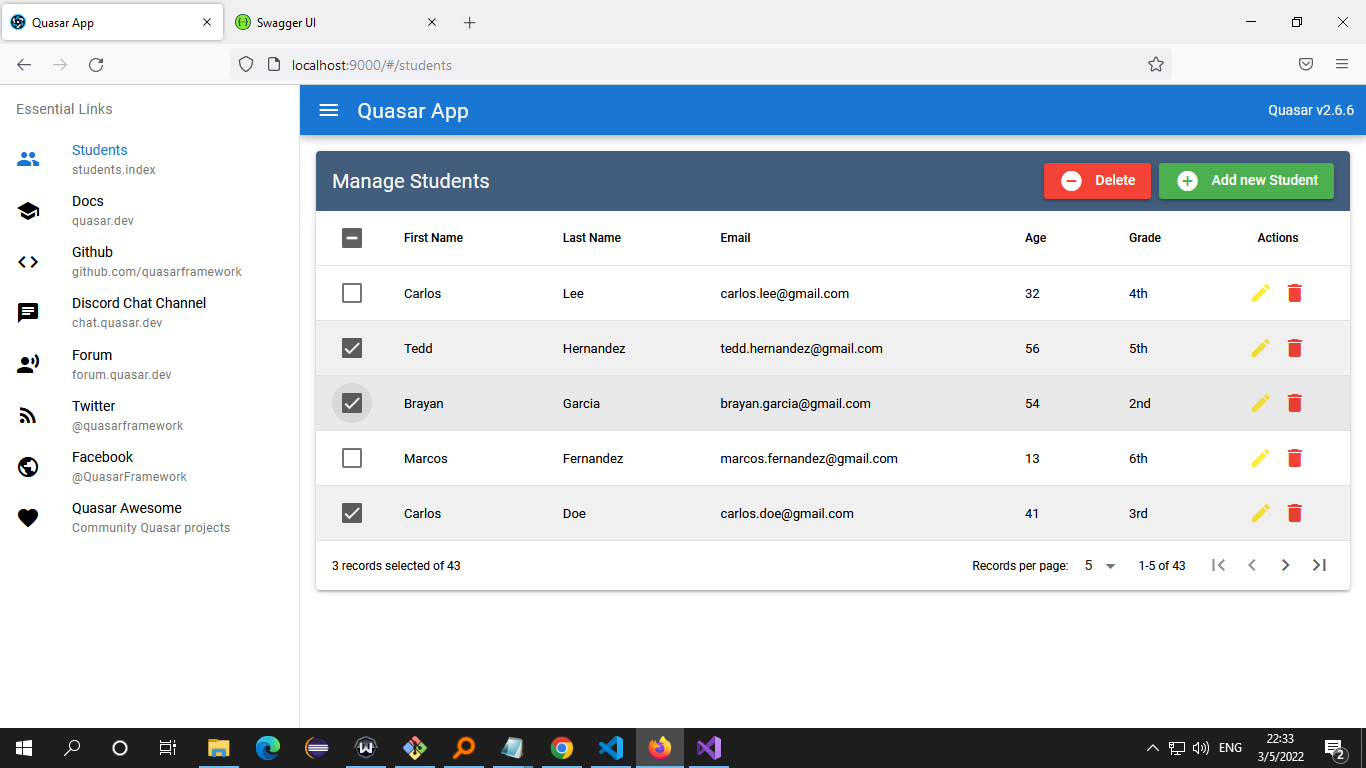 Quasar App
Swagger UI
localhost:9000/#/students
Essential Links
Students
students.index
Docs
quasar.dev
Github
github.com/quasarframework
Discord Chat Channel
chat.quasar.dev
Forum
forum.quasar.dev
Twitter
@quasarframework
Facebook
@QuasarFramework
Quasar Awesome
Community Quasar projects
Quasar App
Quasar v2.6.6
Manage Students
Delete
Add new Student
First Name Last Name Email Age Grade Actions
Carlos Lee carlos.lee@gmail.com 32 4th
Tedd Hernandez tedd.hernandez@gmail.com 56 5th
Brayan Garcia brayan.garcia@gmail.com 54 2nd
Marcos Fernandez marcos.fernandez@gmail.com 13 6th
Carlos Doe carlos.doe@gmail.com 41 3rd
3 records selected of 43
Records per page: 5 1-5 of 43
ENG
22:33
3/5/2022
2